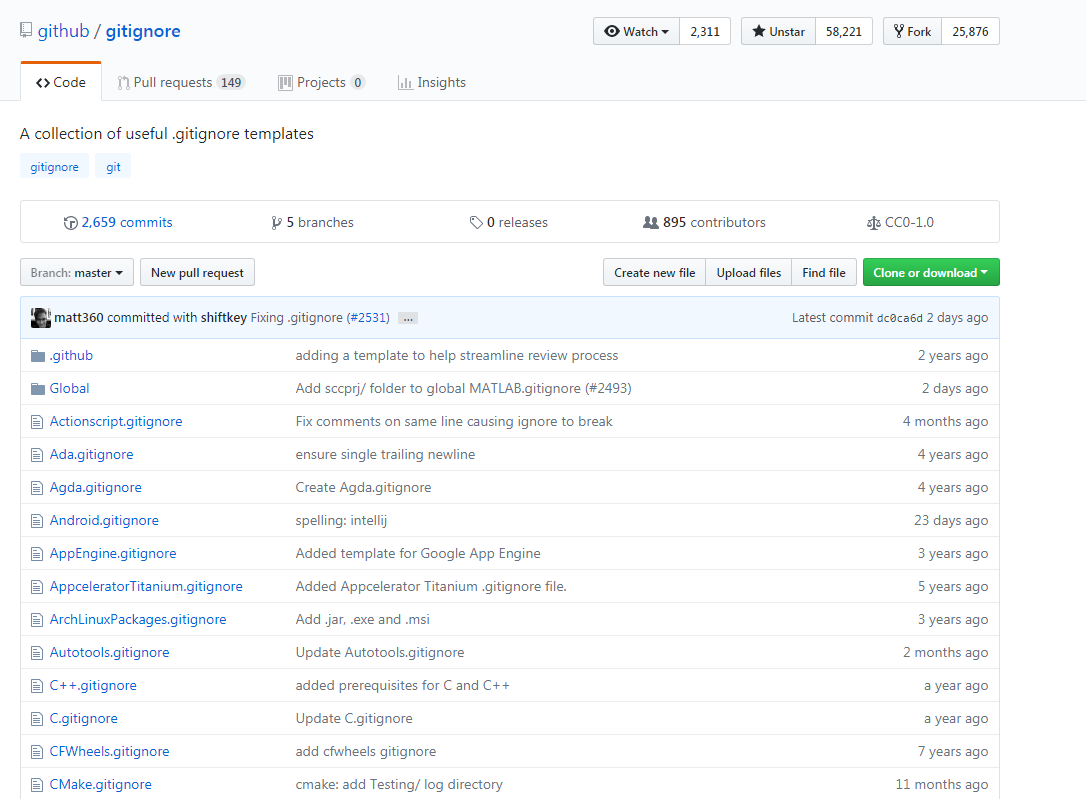 github / gitignore
Watch 2,311 Unstar 58,221 Fork 25,876
Code Pull requests 149 Projects 0 Insights
A collection of useful .gitignore templates
gitignore git
2,659 commits 5 branches 0 releases 895 contributors CC0-1.0
Branch: master New pull request Create new file Upload files Find file Clone or download
matt360 committed with shiftkey Fixing .gitignore (#2531) ... Latest commit dc0ca6d 2 days ago
.github adding a template to help streamline review process 2 years ago
Global Add sccprj/ folder to global MATLAB.gitignore (#2493) 2 days ago
Actionscript.gitignore Fix comments on same line causing ignore to break 4 months ago
Ada.gitignore ensure single trailing newline 4 years ago
Agda.gitignore Create Agda.gitignore 4 years ago
Android.gitignore spelling: intellij 23 days ago
AppEngine.gitignore Added template for Google App Engine 3 years ago
AppceleratorTitanium.gitignore Added Appcelerator Titanium .gitignore file. 5 years ago
ArchLinuxPackages.gitignore Add .jar, .exe and .msi 3 years ago
Autotools.gitignore Update Autotools.gitignore 2 months ago
C++.gitignore added prerequisites for C and C++ a year ago
C.gitignore Update C.gitignore a year ago
CFWheels.gitignore add cfwheels gitignore 7 years ago
CMake.gitignore cmake: add Testing/ log directory 11 months ago